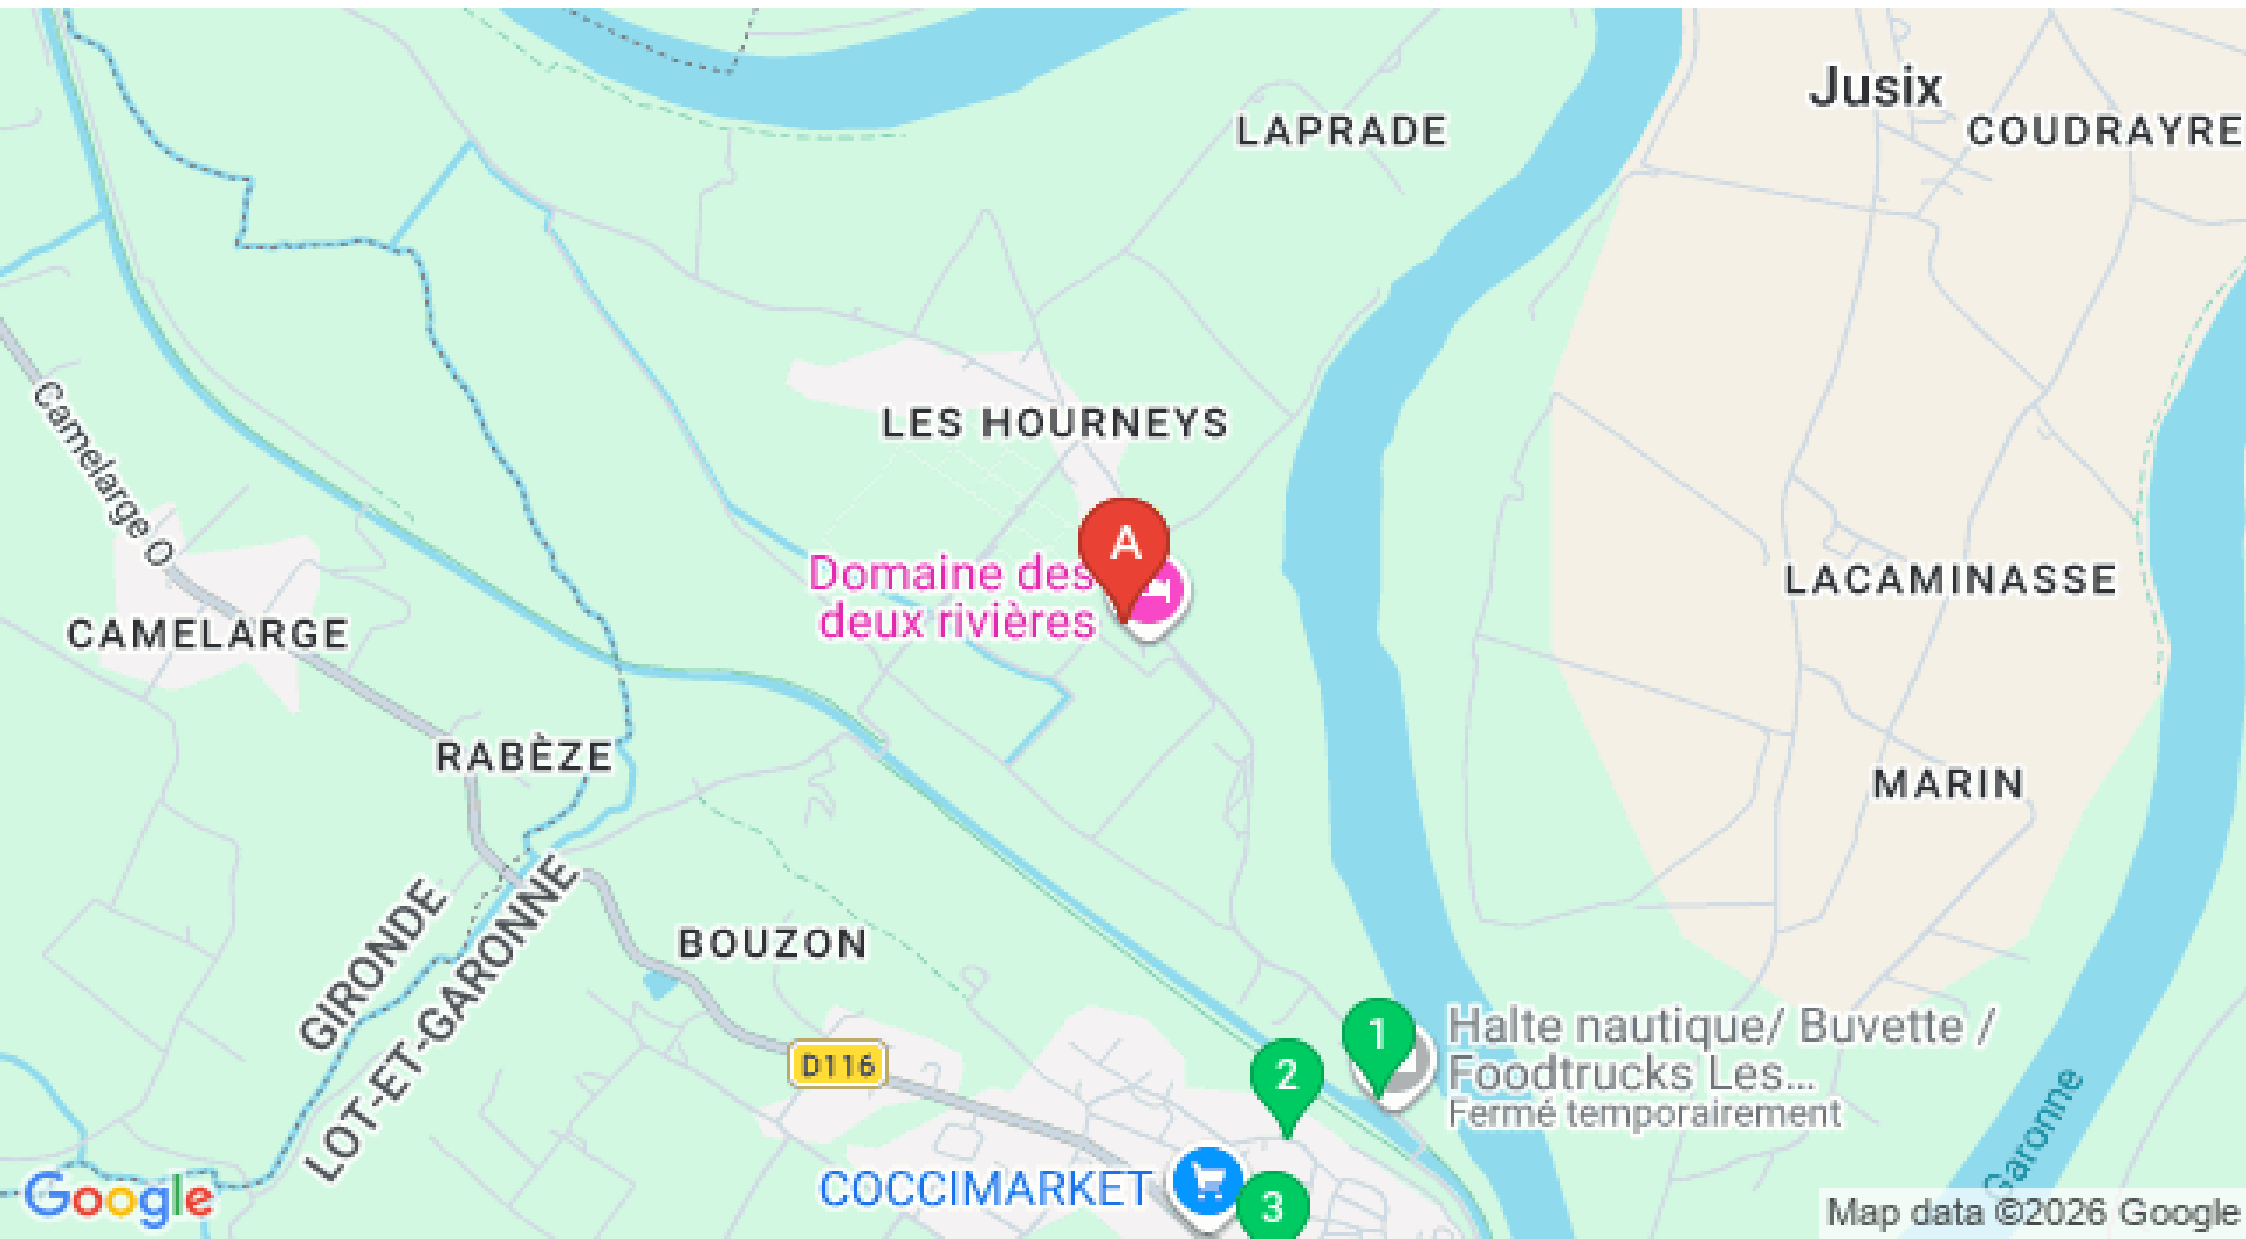 Jusix
LAPRADE
COUDRAYRE
Camelarge O
LES HOURNEYS
A
Domaine des
deux rivières
LACAMINASSE
CAMELARGE
RABÈZE
MARIN
GIRONDE
LOT-ET-GARONNE
BOUZON
D116
1
Halte nautique/ Buvette /
Foodtrucks Les...
Fermé temporairement
2
Garonne
COCCIMARKET
3
Google
Map data ©2026 Google